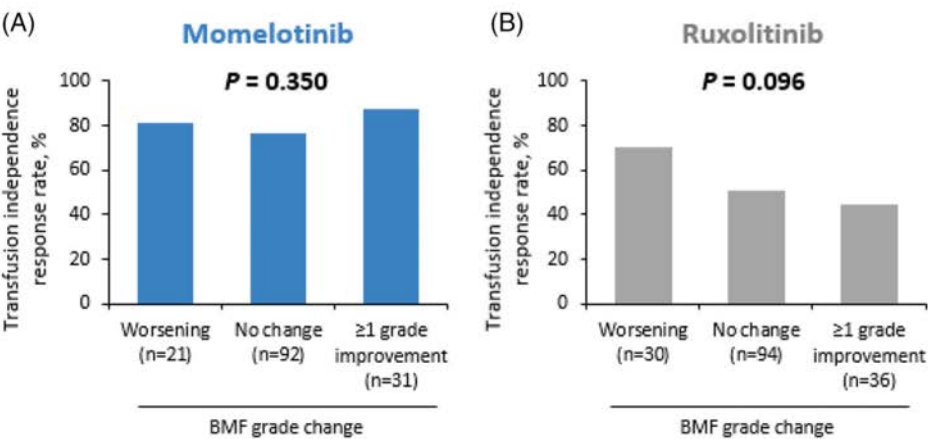 (A)
Momelotinib
P = 0.350
Transfusion independence
response rate, %
100
80
60
40
20
0
Worsening
(n=21)
No change
(n=92)
≥1 grade
improvement
(n=31)
BMF grade change
(B)
Ruxolitinib
P = 0.096
Transfusion independence
response rate, %
100
80
60
40
20
0
Worsening
(n=30)
No change
(n=94)
≥1 grade
improvement
(n=36)
BMF grade change